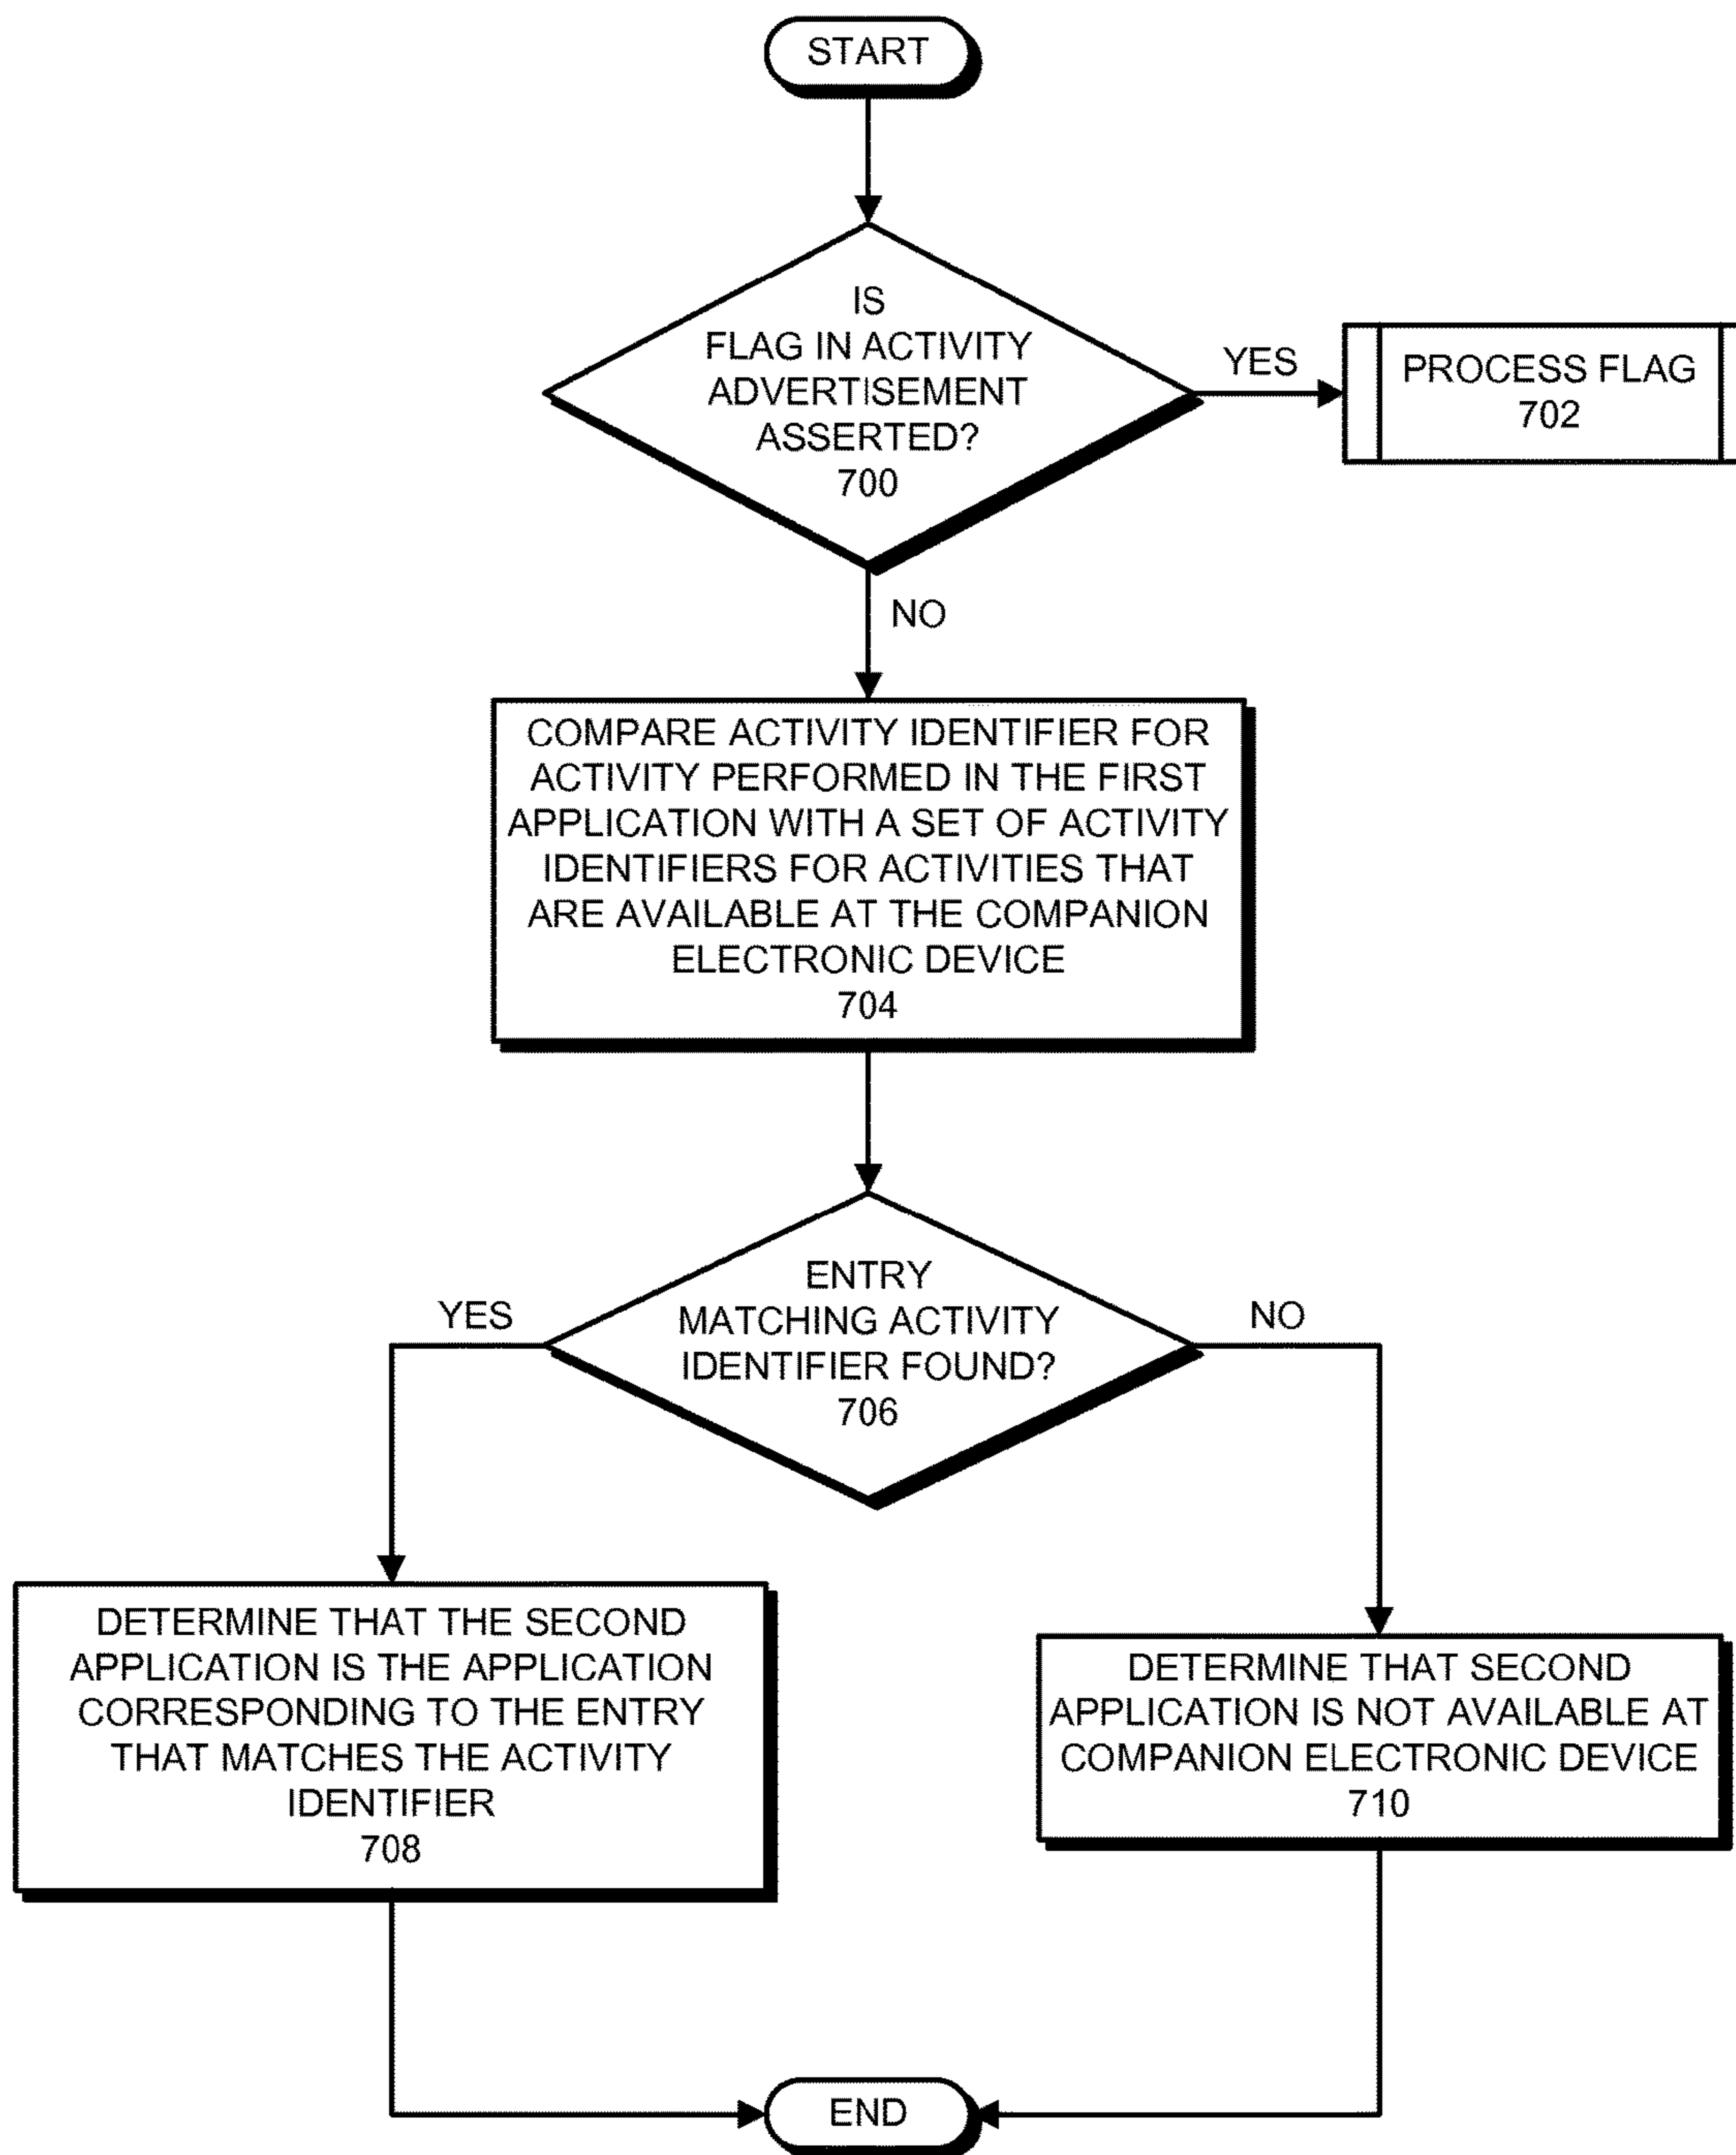 START
IS
FLAG IN ACTIVITY
ADVERTISEMENT
ASSERTED?
700
YES
PROCESS FLAG
702
NO
COMPARE ACTIVITY IDENTIFIER FOR
ACTIVITY PERFORMED IN THE FIRST
APPLICATION WITH A SET OF ACTIVITY
IDENTIFIERS FOR ACTIVITIES THAT
ARE AVAILABLE AT THE COMPANION
ELECTRONIC DEVICE
704
ENTRY
MATCHING ACTIVITY
IDENTIFIER FOUND?
706
YES
NO
DETERMINE THAT THE SECOND
APPLICATION IS THE APPLICATION
CORRESPONDING TO THE ENTRY
THAT MATCHES THE ACTIVITY
IDENTIFIER
708
DETERMINE THAT SECOND
APPLICATION IS NOT AVAILABLE AT
COMPANION ELECTRONIC DEVICE
710
END